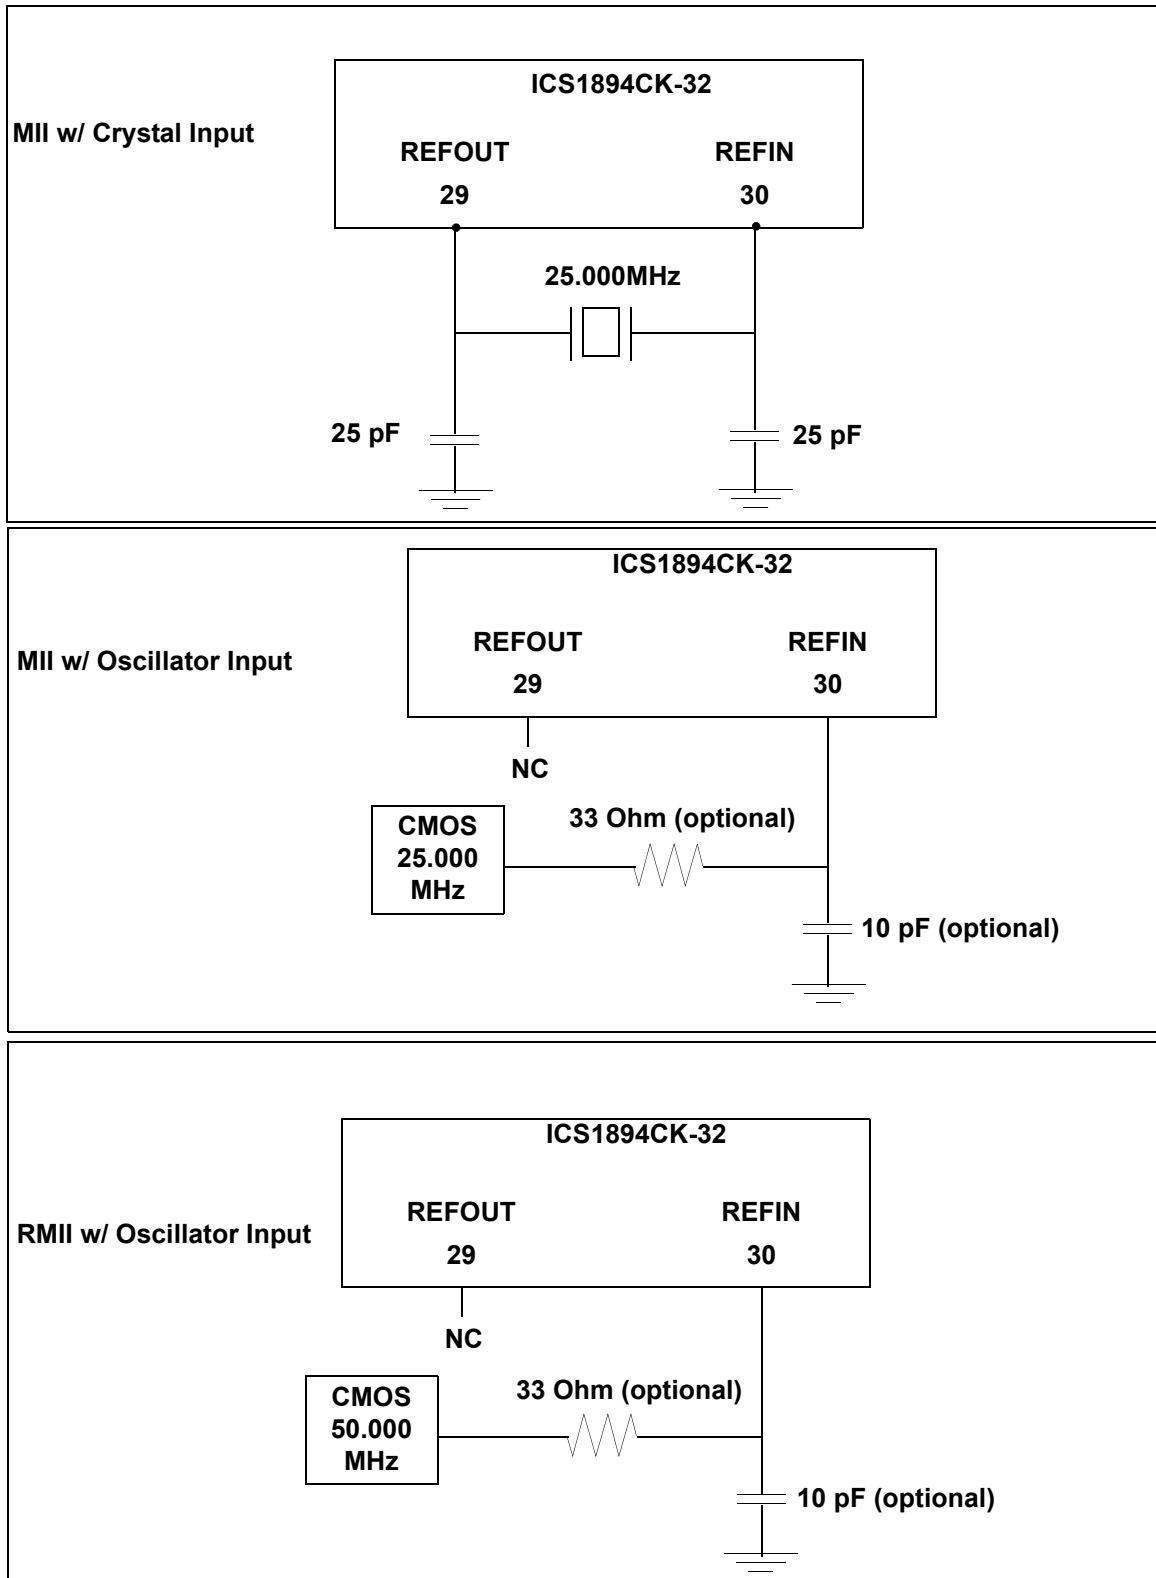 ICS1894CK-32
MII w/ Crystal Input
REFOUT
REFIN
29
30
25.000MHz
25 pF
25 pF
ICS1894CK-32
MII w/ Oscillator Input
REFOUT
REFIN
29
30
NC
CMOS
25.000
MHz
33 Ohm (optional)
10 pF (optional)
ICS1894CK-32
RMII w/ Oscillator Input
REFOUT
REFIN
29
30
NC
CMOS
50.000
MHz
33 Ohm (optional)
10 pF (optional)